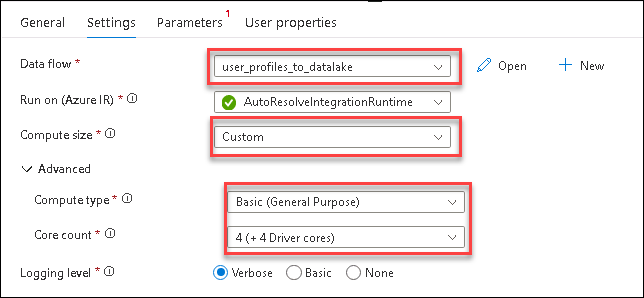 General Settings Parameters 1 User properties
Data flow * user_profiles_to_datalake Open + New
Run on (Azure IR) * AutoResolveIntegrationRuntime
Compute size * Custom
Advanced
Compute type * Basic (General Purpose)
Core count * 4 (+ 4 Driver cores)
Logging level * Verbose Basic None